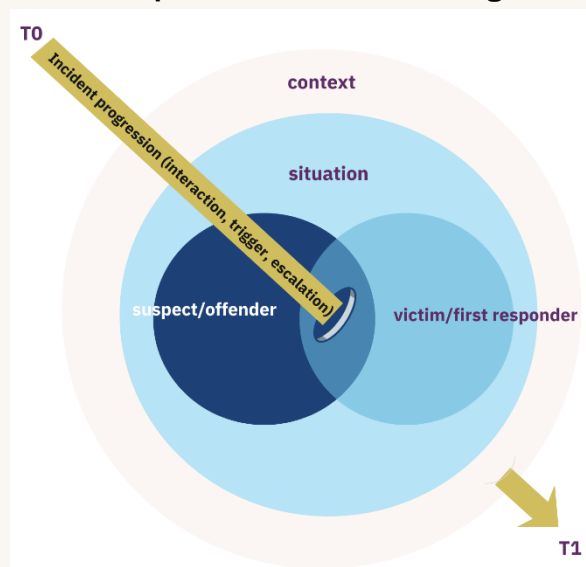 T0
context
Incident progression (interaction, trigger, escalation)
situation
suspect/offender
victim/first responder
T1